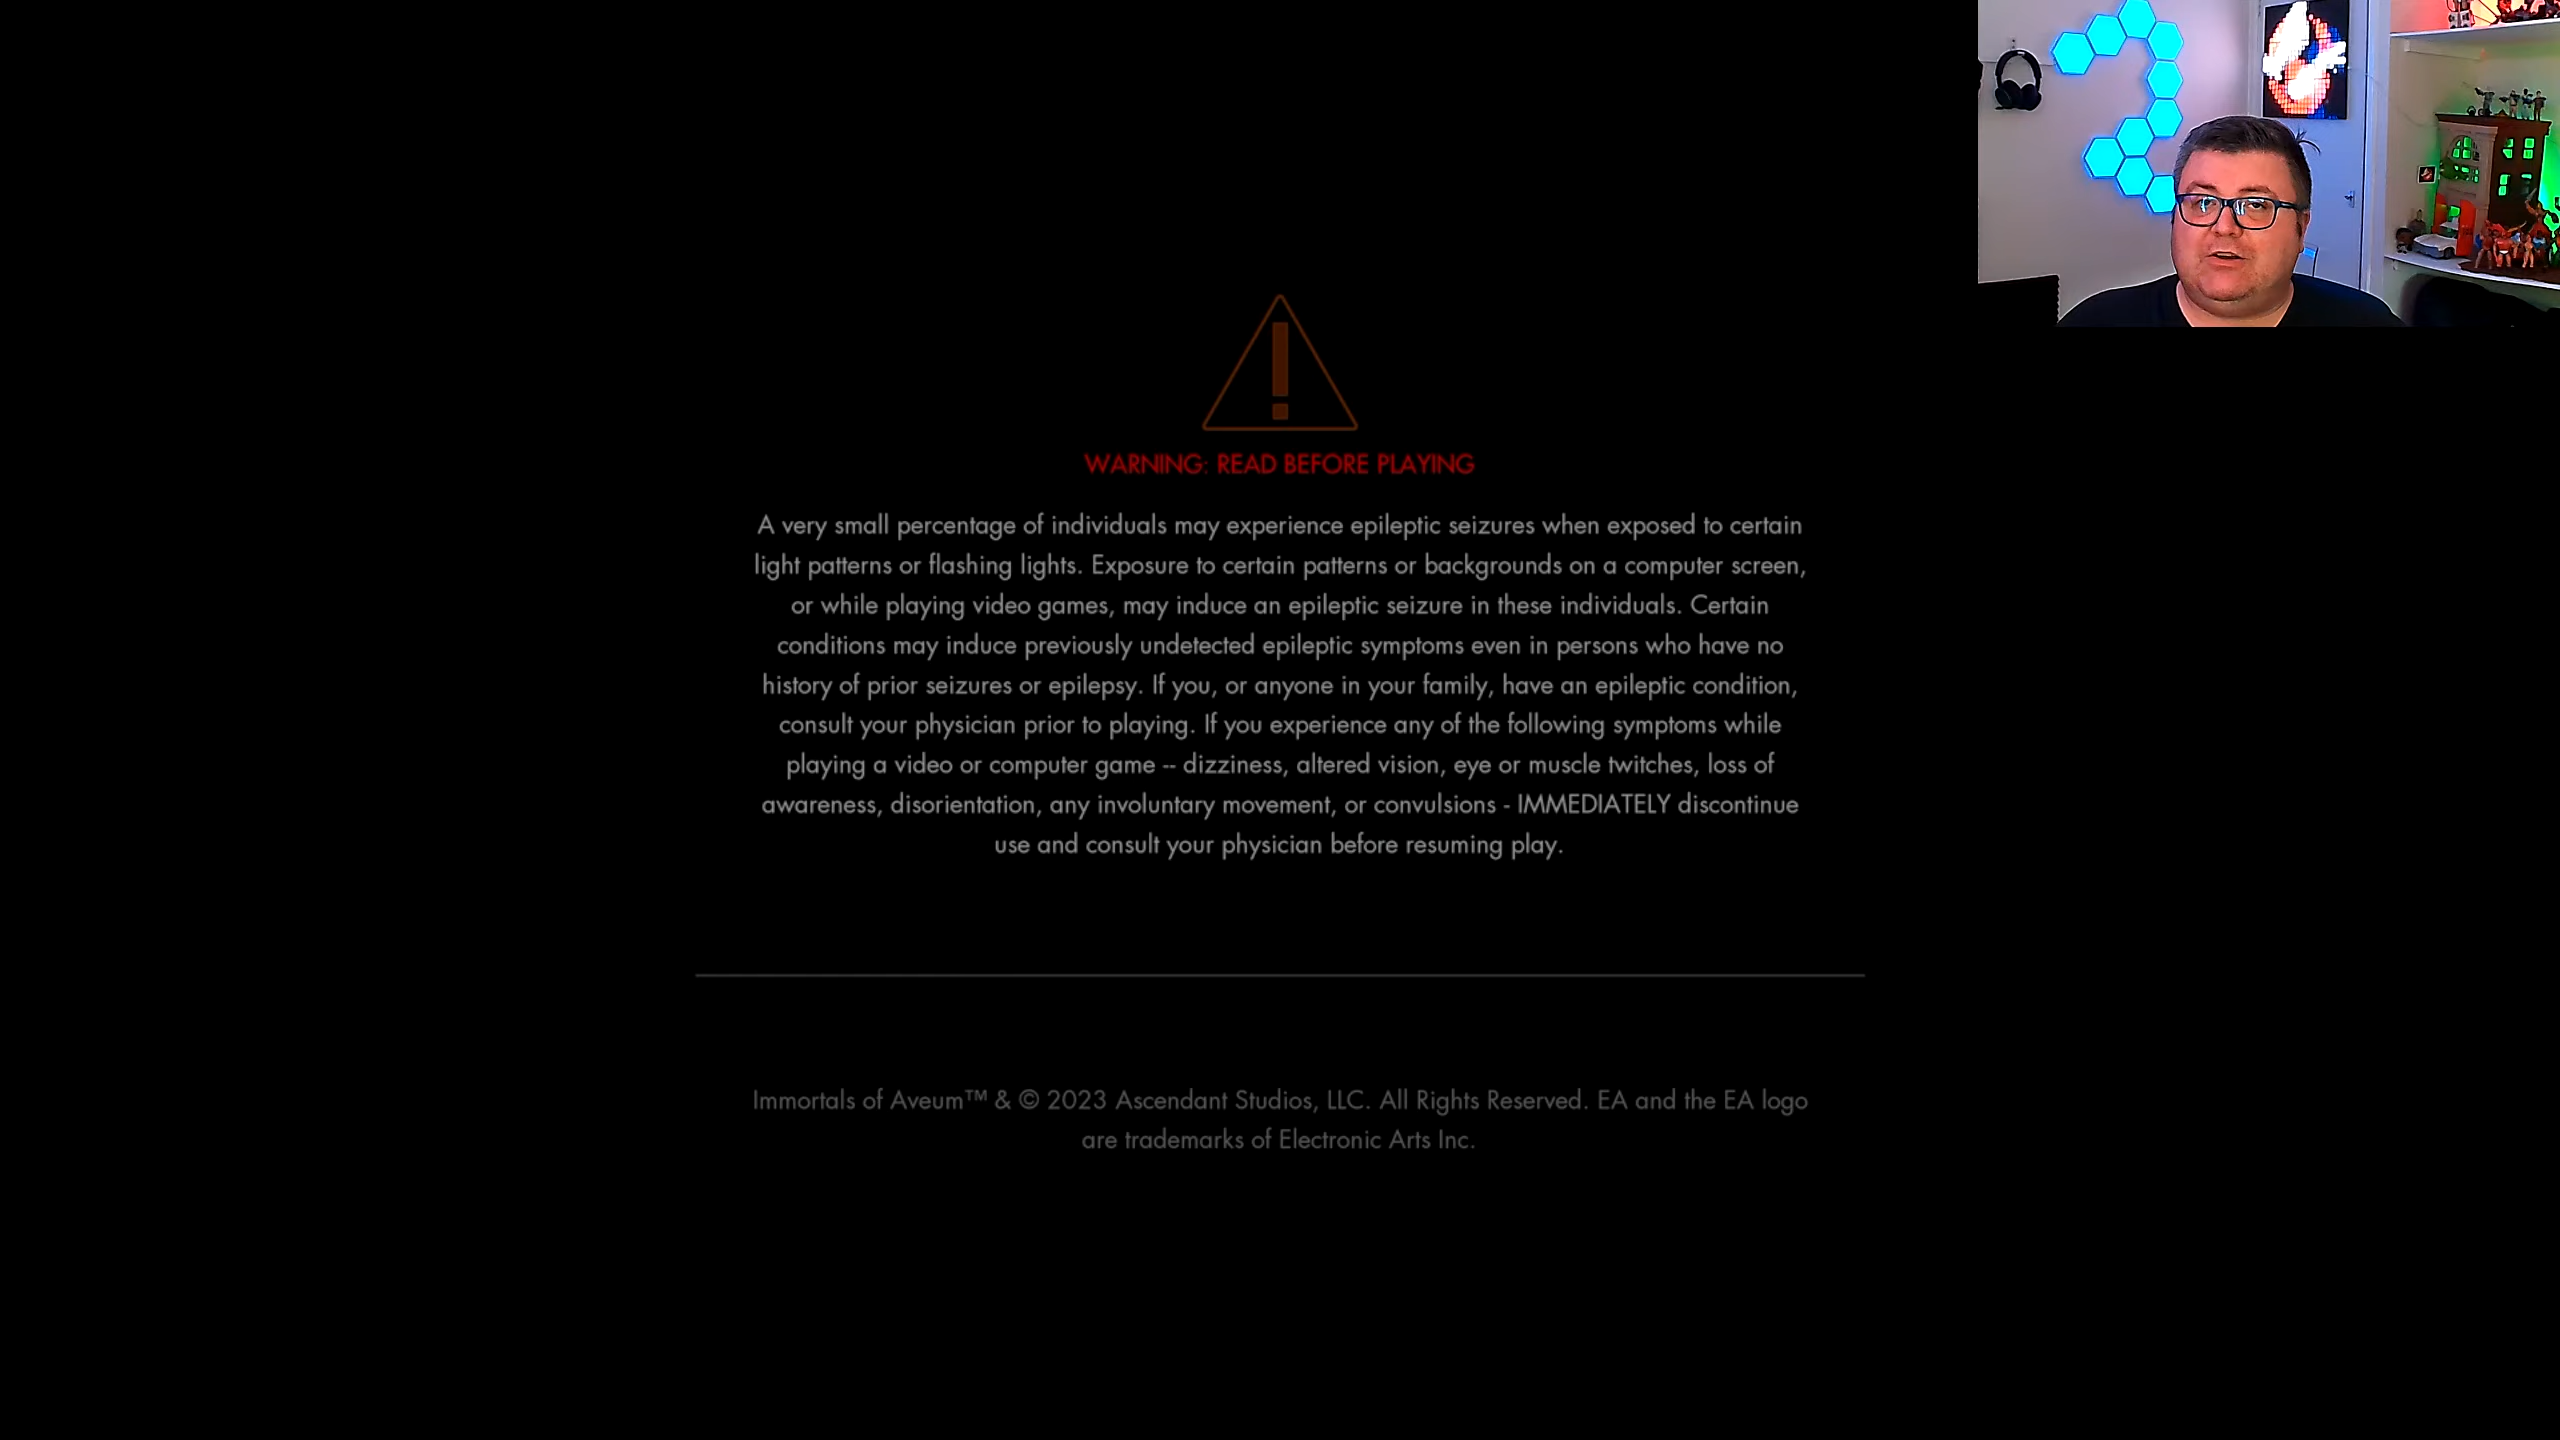 WARNING: READ BEFORE PLAYING
A very small percentage of individuals may experience epileptic seizures when exposed to certain
light patterns or flashing lights. Exposure to certain patterns or backgrounds on a computer screen,
or while playing video games, may induce an epileptic seizure in these individuals. Certain
conditions may induce previously undetected epileptic symptoms even in persons who have no
history of prior seizures or epilepsy. If you, or anyone in your family, have an epileptic condition,
consult your physician prior to playing. If you experience any of the following symptoms while
playing a video or computer game -- dizziness, altered vision, eye or muscle twitches, loss of
awareness, disorientation, any involuntary movement, or convulsions - IMMEDIATELY discontinue
use and consult your physician before resuming play.
Immortals of Aveum™ & © 2023 Ascendant Studios, LLC. All Rights Reserved. EA and the EA logo
are trademarks of Electronic Arts Inc.